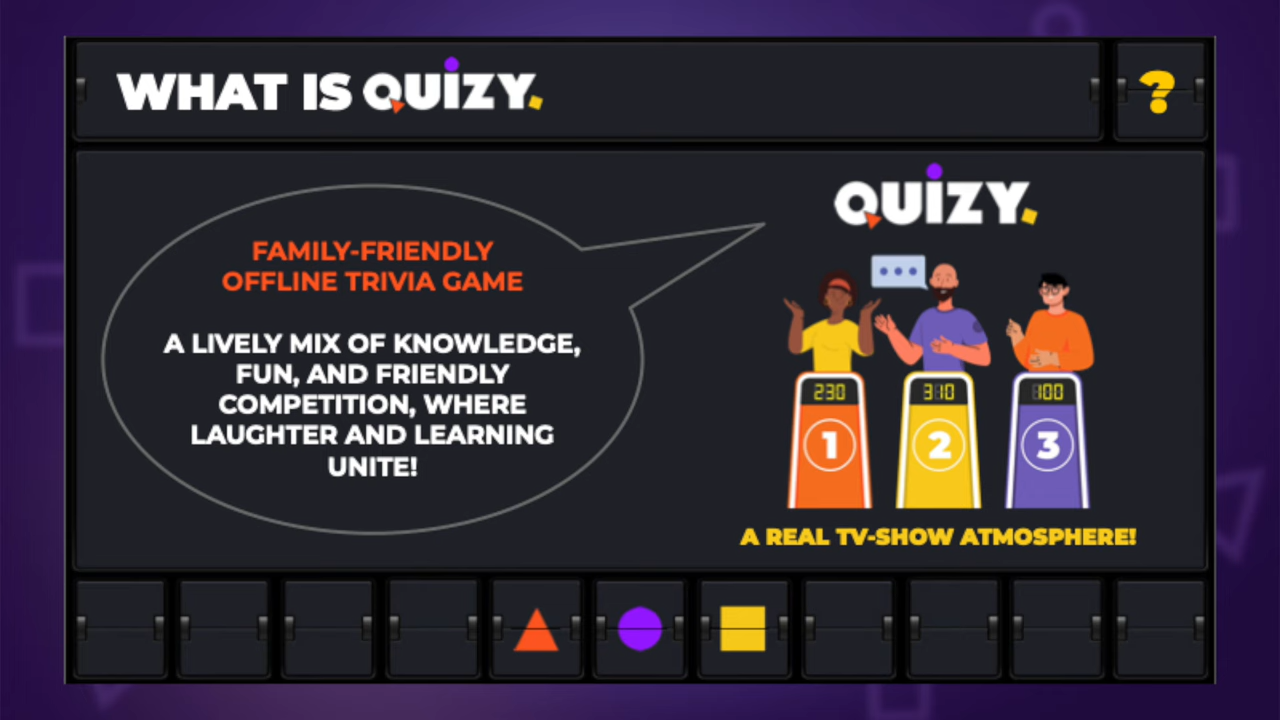 WHAT IS QUIZY.
?
FAMILY-FRIENDLY
OFFLINE TRIVIA GAME
A LIVELY MIX OF KNOWLEDGE,
FUN, AND FRIENDLY
COMPETITION, WHERE
LAUGHTER AND LEARNING
UNITE!
QUIZY.
230 310 100
1 2 3
A REAL TV-SHOW ATMOSPHERE!